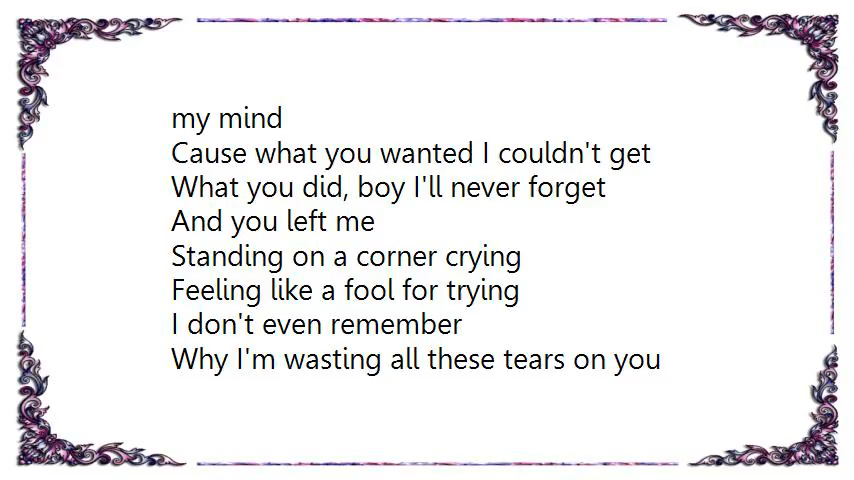 my mind
Cause what you wanted I couldn't get
What you did, boy I'll never forget
And you left me
Standing on a corner crying
Feeling like a fool for trying
I don't even remember
Why I'm wasting all these tears on you